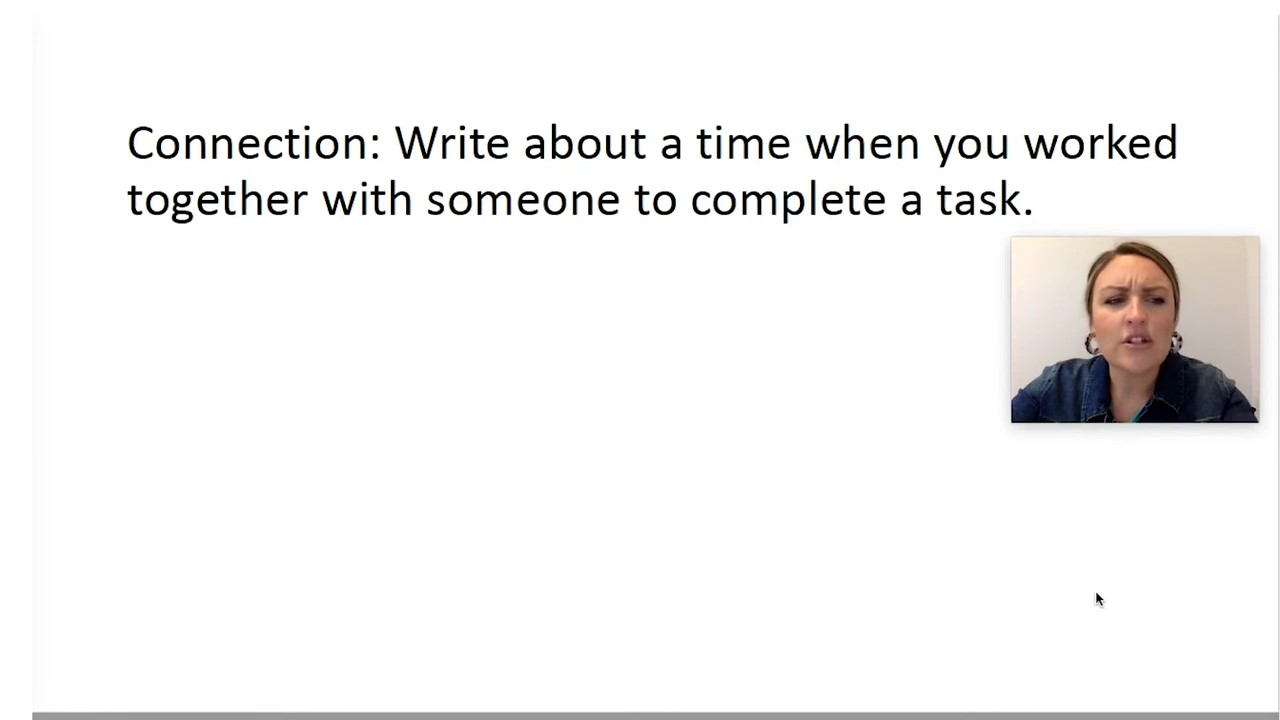 Connection: Write about a time when you worked
together with someone to complete a task.